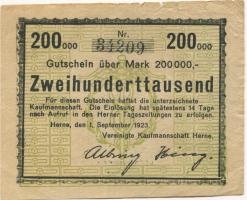 Nr.
200000 34209 200000
Gutschein über Mark 200000,-
Zweihunderttausend
Für diesen Gutschein haftet die unterzeichnete
Kaufmannschaft. Die Einlösung hat spätestens 14 Tage
nach Aufruf in den Herner Tageszeitungen zu erfolgen.
Herne, den 1. September 1923.
Vereinigte Kaufmannschaft Herne.